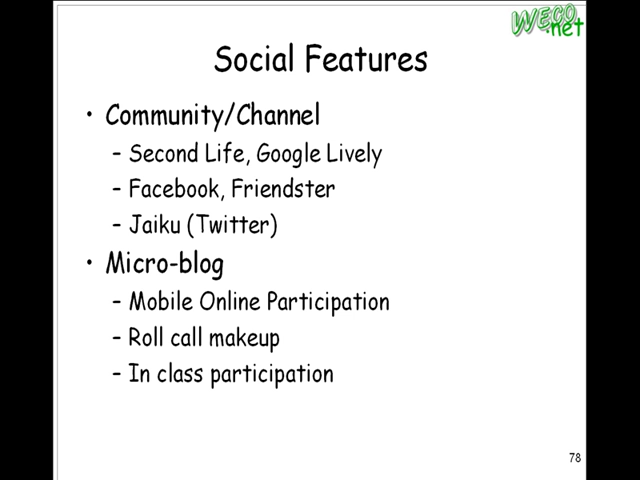 WECO
.net
Social Features
• Community/Channel
– Second Life, Google Lively
– Facebook, Friendster
– Jaiku (Twitter)
• Micro-blog
– Mobile Online Participation
– Roll call makeup
– In class participation
78